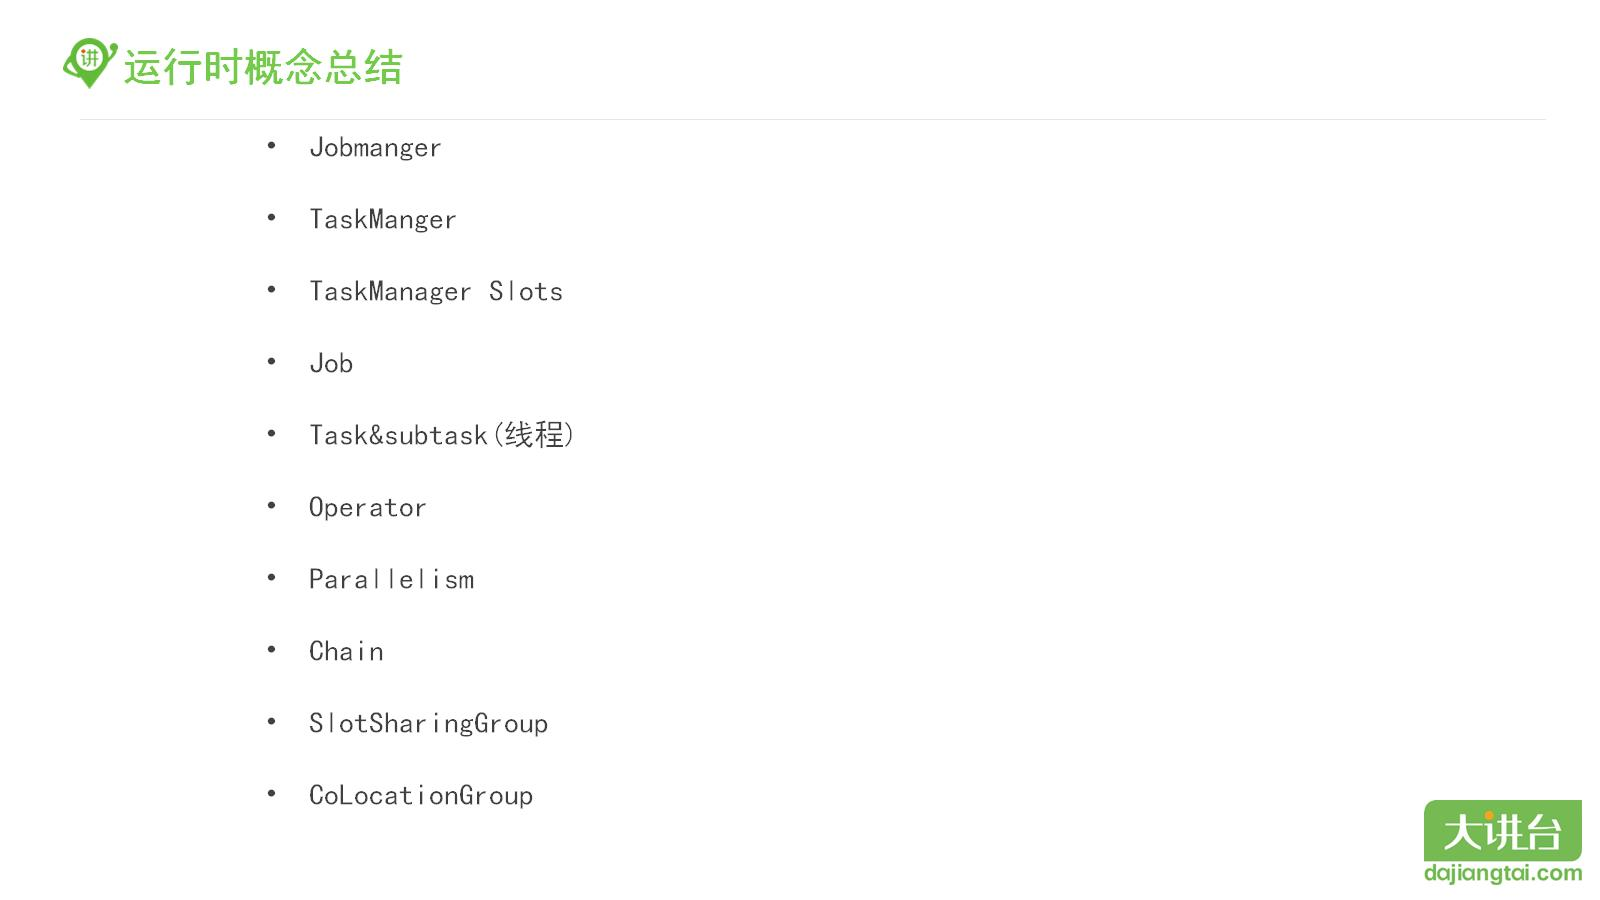 讲
运行时概念总结
• Jobmanger
• TaskManger
• TaskManager Slots
• Job
• Task&subtask(线程)
• Operator
• Parallelism
• Chain
• SlotSharingGroup
• CoLocationGroup
大讲台
dajiangtai.com